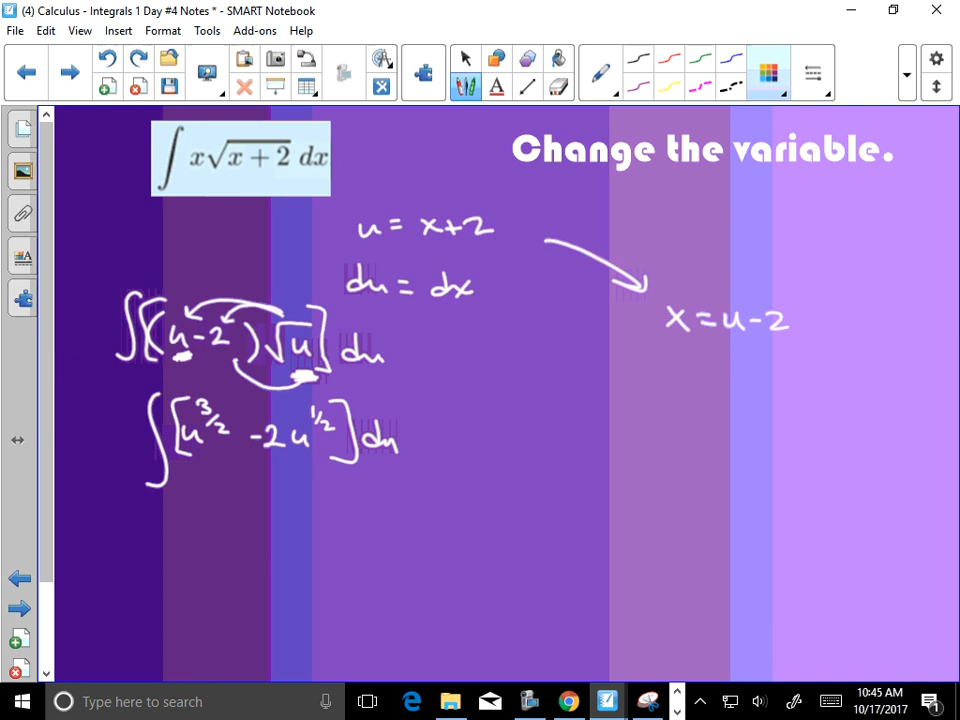 (4) Calculus - Integrals 1 Day #4 Notes * - SMART Notebook
File Edit View Insert Format Tools Add-ons Help
∫ x√(x + 2) dx
Change the variable.
u = x+2
du = dx
x = u-2
∫[(u-2)√u] du
∫[u^3/2 -2u^1/2] du
Type here to search
10:45 AM
10/17/2017
1